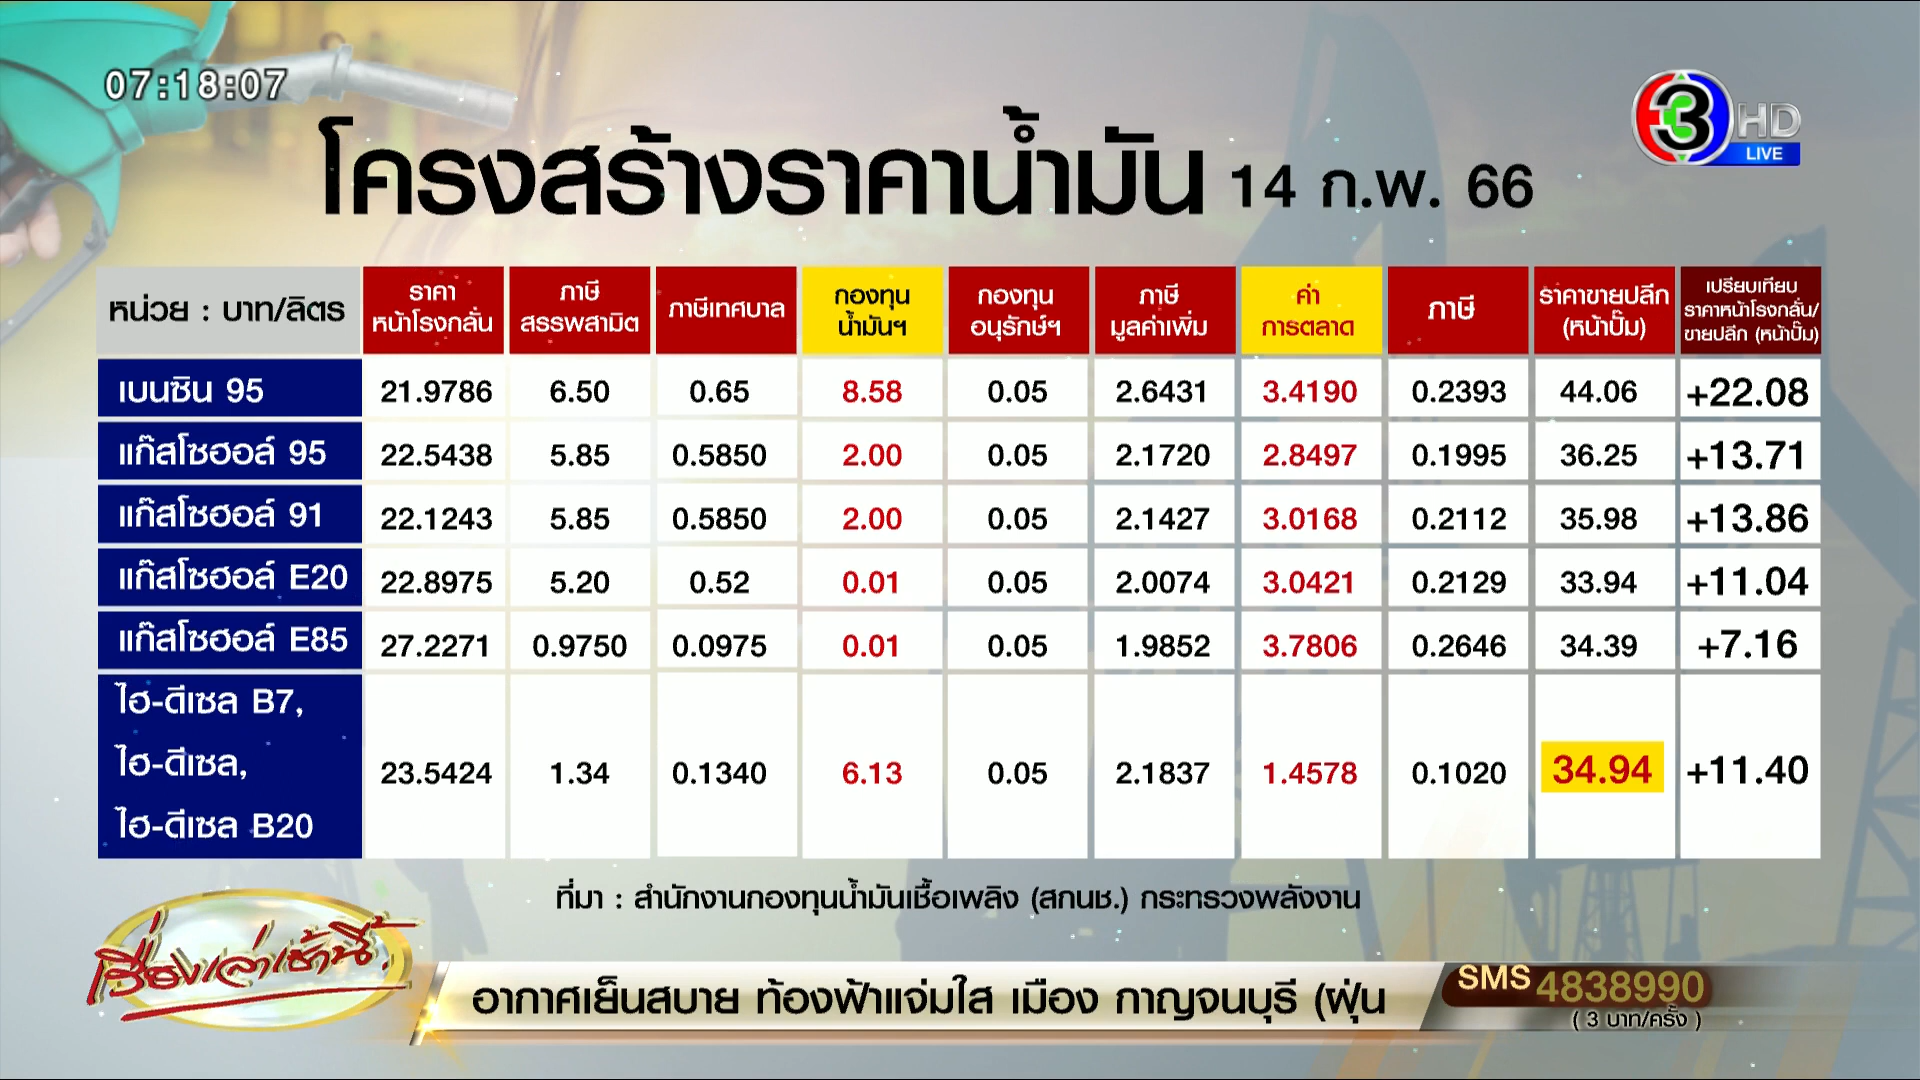 07:18:07
3 HD
LIVE
โครงสร้างราคาน้ำมัน 14 ก.พ. 66
หน่วย : บาท/ลิตร
ราคา
หน้าโรงกลั่น
ภาษี
สรรพสามิต
ภาษีเทศบาล
กองทุน
น้ำมันฯ
กองทุน
อนุรักษ์ฯ
ภาษี
มูลค่าเพิ่ม
ค่า
การตลาด
ภาษี
ราคาขายปลีก
(หน้าปั๊ม)
เปรียบเทียบ
ราคาหน้าโรงกลั่น/
ขายปลีก (หน้าปั๊ม)
เบนซิน 95 21.9786 6.50 0.65 8.58 0.05 2.6431 3.4190 0.2393 44.06 +22.08
แก๊สโซฮอล์ 95 22.5438 5.85 0.5850 2.00 0.05 2.1720 2.8497 0.1995 36.25 +13.71
แก๊สโซฮอล์ 91 22.1243 5.85 0.5850 2.00 0.05 2.1427 3.0168 0.2112 35.98 +13.86
แก๊สโซฮอล์ E20 22.8975 5.20 0.52 0.01 0.05 2.0074 3.0421 0.2129 33.94 +11.04
แก๊สโซฮอล์ E85 27.2271 0.9750 0.0975 0.01 0.05 1.9852 3.7806 0.2646 34.39 +7.16
ไฮ-ดีเซล B7,
ไฮ-ดีเซล,
ไฮ-ดีเซล B20
23.5424 1.34 0.1340 6.13 0.05 2.1837 1.4578 0.1020 34.94 +11.40
ที่มา : สำนักงานกองทุนน้ำมันเชื้อเพลิง (สกนช.) กระทรวงพลังงาน
เรื่องเล่าเช้านี้
อากาศเย็นสบาย ท้องฟ้าแจ่มใส เมือง กาญจนบุรี (ฝุ่น
SMS 4838990
( 3 บาท/ครั้ง )